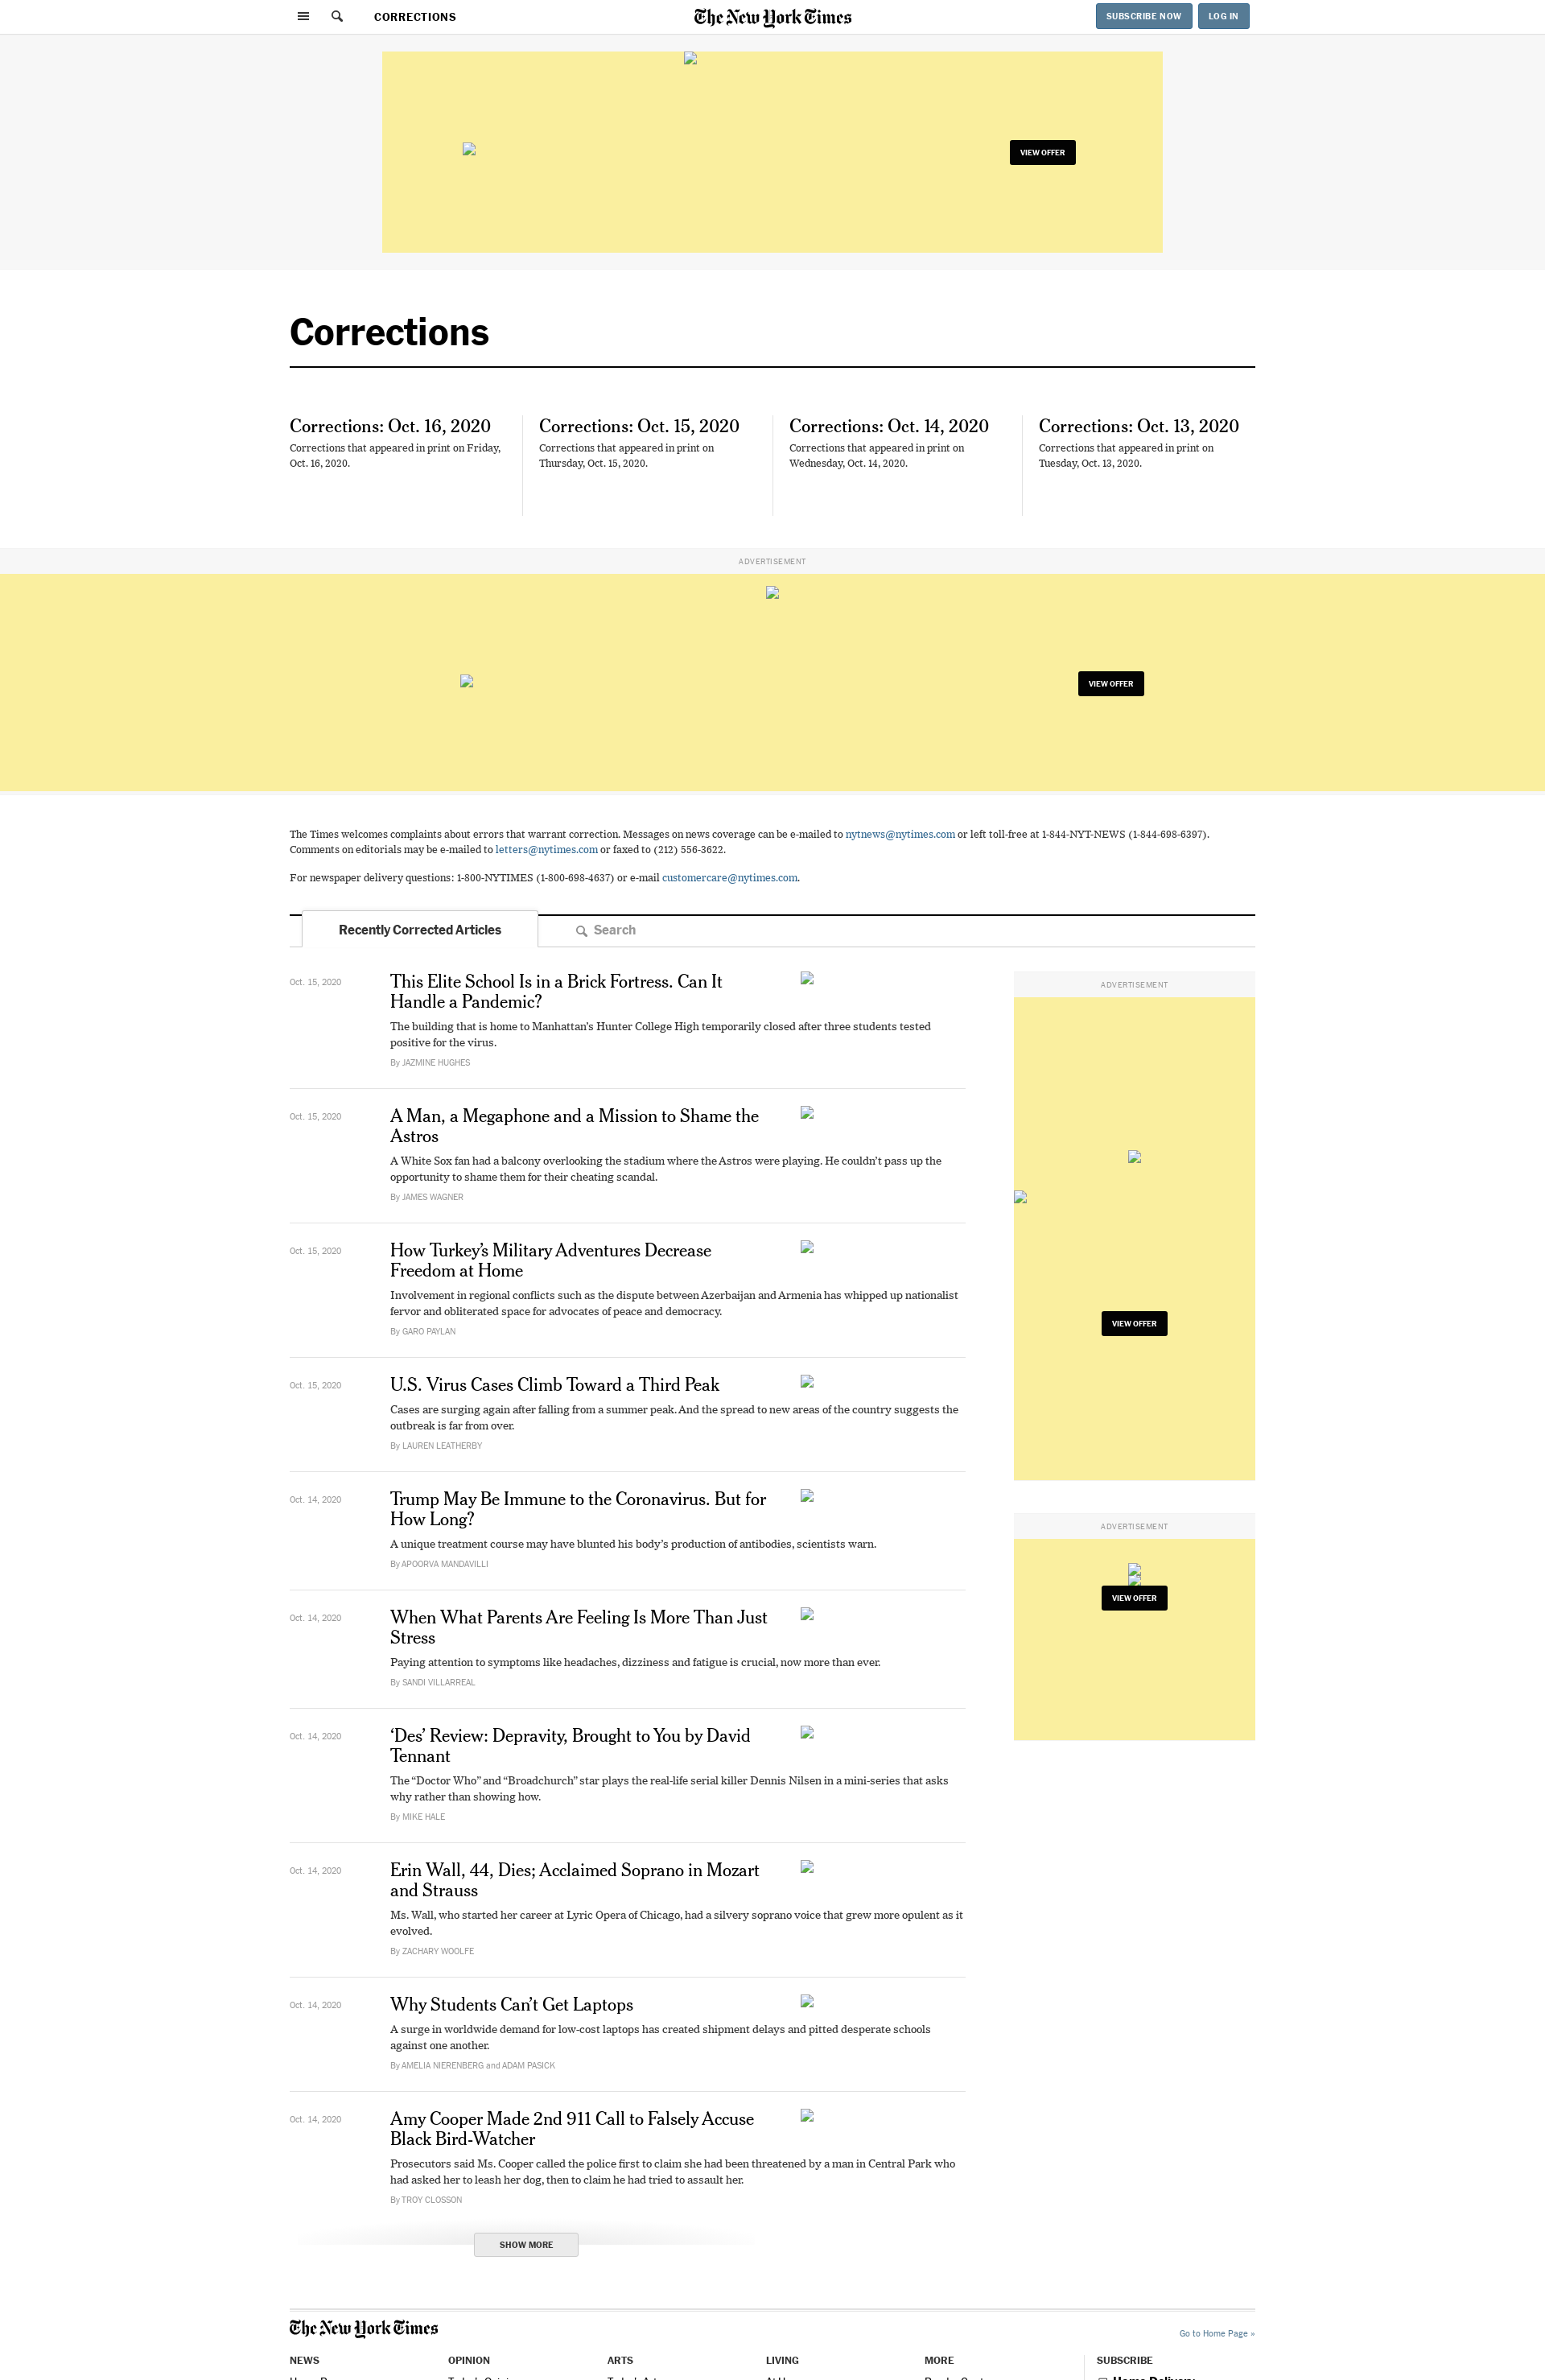 CORRECTIONS
The New York Times
SUBSCRIBE NOW
LOG IN
VIEW OFFER
Corrections
Corrections: Oct. 16, 2020
Corrections that appeared in print on Friday,
Oct. 16, 2020.
Corrections: Oct. 15, 2020
Corrections that appeared in print on
Thursday, Oct. 15, 2020.
Corrections: Oct. 14, 2020
Corrections that appeared in print on
Wednesday, Oct. 14, 2020.
Corrections: Oct. 13, 2020
Corrections that appeared in print on
Tuesday, Oct. 13, 2020.
ADVERTISEMENT
VIEW OFFER
The Times welcomes complaints about errors that warrant correction. Messages on news coverage can be e-mailed to nytnews@nytimes.com or left toll-free at 1-844-NYT-NEWS (1-844-698-6397).
Comments on editorials may be e-mailed to letters@nytimes.com or faxed to (212) 556-3622.
For newspaper delivery questions: 1-800-NYTIMES (1-800-698-4637) or e-mail customercare@nytimes.com.
Recently Corrected Articles
Search
Oct. 15, 2020
This Elite School Is in a Brick Fortress. Can It
Handle a Pandemic?
The building that is home to Manhattan’s Hunter College High temporarily closed after three students tested
positive for the virus.
By JAZMINE HUGHES
Oct. 15, 2020
A Man, a Megaphone and a Mission to Shame the
Astros
A White Sox fan had a balcony overlooking the stadium where the Astros were playing. He couldn’t pass up the
opportunity to shame them for their cheating scandal.
By JAMES WAGNER
Oct. 15, 2020
How Turkey’s Military Adventures Decrease
Freedom at Home
Involvement in regional conflicts such as the dispute between Azerbaijan and Armenia has whipped up nationalist
fervor and obliterated space for advocates of peace and democracy.
By GARO PAYLAN
Oct. 15, 2020
U.S. Virus Cases Climb Toward a Third Peak
Cases are surging again after falling from a summer peak. And the spread to new areas of the country suggests the
outbreak is far from over.
By LAUREN LEATHERBY
Oct. 14, 2020
Trump May Be Immune to the Coronavirus. But for
How Long?
A unique treatment course may have blunted his body’s production of antibodies, scientists warn.
By APOORVA MANDAVILLI
Oct. 14, 2020
When What Parents Are Feeling Is More Than Just
Stress
Paying attention to symptoms like headaches, dizziness and fatigue is crucial, now more than ever.
By SANDI VILLARREAL
Oct. 14, 2020
‘Des’ Review: Depravity, Brought to You by David
Tennant
The “Doctor Who” and “Broadchurch” star plays the real-life serial killer Dennis Nilsen in a mini-series that asks
why rather than showing how.
By MIKE HALE
Oct. 14, 2020
Erin Wall, 44, Dies; Acclaimed Soprano in Mozart
and Strauss
Ms. Wall, who started her career at Lyric Opera of Chicago, had a silvery soprano voice that grew more opulent as it
evolved.
By ZACHARY WOOLFE
Oct. 14, 2020
Why Students Can’t Get Laptops
A surge in worldwide demand for low-cost laptops has created shipment delays and pitted desperate schools
against one another.
By AMELIA NIERENBERG and ADAM PASICK
Oct. 14, 2020
Amy Cooper Made 2nd 911 Call to Falsely Accuse
Black Bird-Watcher
Prosecutors said Ms. Cooper called the police first to claim she had been threatened by a man in Central Park who
had asked her to leash her dog, then to claim he had tried to assault her.
By TROY CLOSSON
SHOW MORE
ADVERTISEMENT
VIEW OFFER
ADVERTISEMENT
VIEW OFFER
The New York Times
Go to Home Page »
NEWS
OPINION
ARTS
LIVING
MORE
SUBSCRIBE
Home Delivery